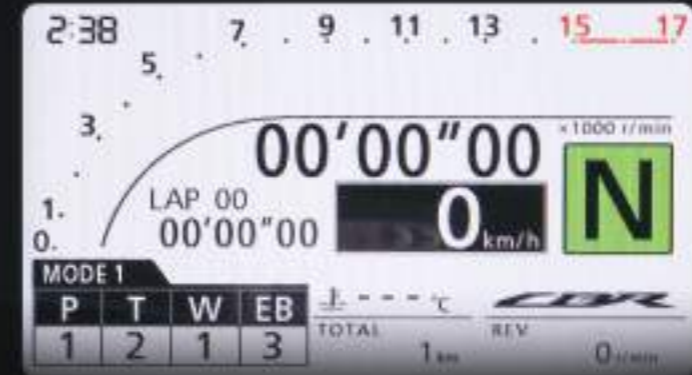 2:38
7 . 9 . 11 . 13 . 15 17
5
3
1
0
×1000 r/min
00'00"00
LAP 00
00'00"00
0 km/h
N
MODE 1
P T W EB
1 2 1 3
---- °C
CBR
TOTAL
1 km
REV
0 r/min